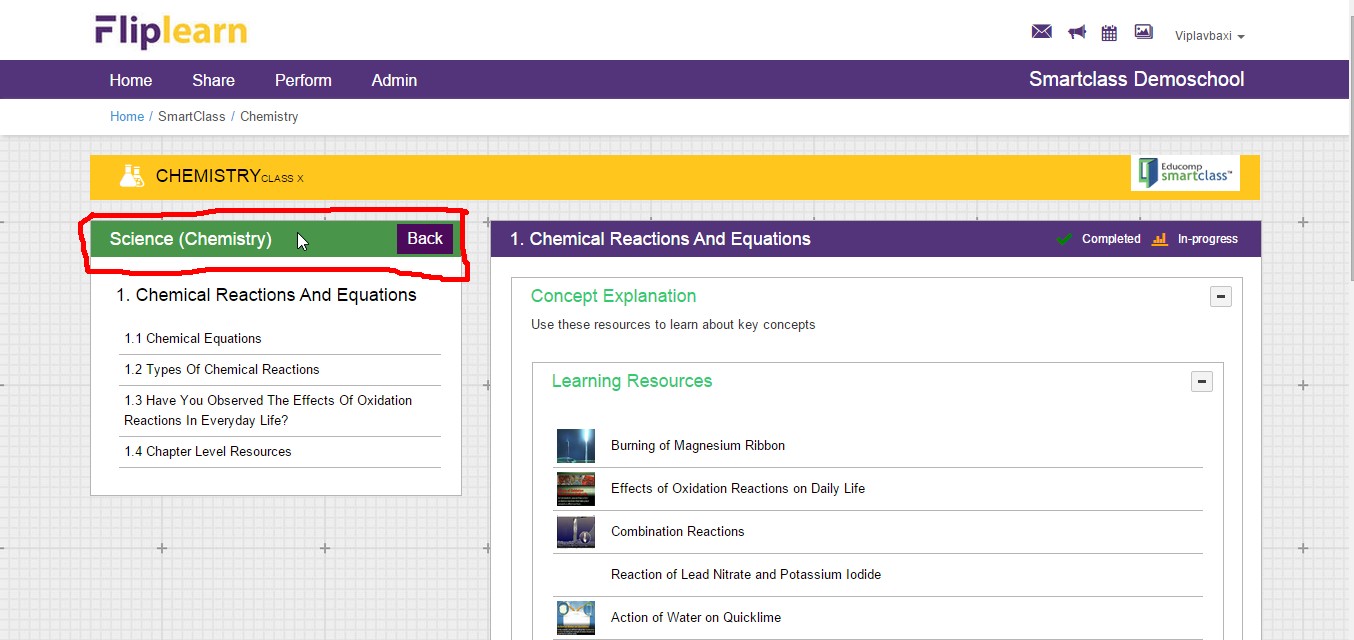 Fliplearn
Viplavbaxi
Home Share Perform Admin Smartclass Demoschool
Home / SmartClass / Chemistry
CHEMISTRY CLASS X
Educomp
smartclass™
Science (Chemistry) Back
1. Chemical Reactions And Equations
1.1 Chemical Equations
1.2 Types Of Chemical Reactions
1.3 Have You Observed The Effects Of Oxidation
Reactions In Everyday Life?
1.4 Chapter Level Resources
1. Chemical Reactions And Equations Completed In-progress
Concept Explanation
Use these resources to learn about key concepts
Learning Resources
Burning of Magnesium Ribbon
Effects of Oxidation Reactions on Daily Life
Combination Reactions
Reaction of Lead Nitrate and Potassium Iodide
Action of Water on Quicklime